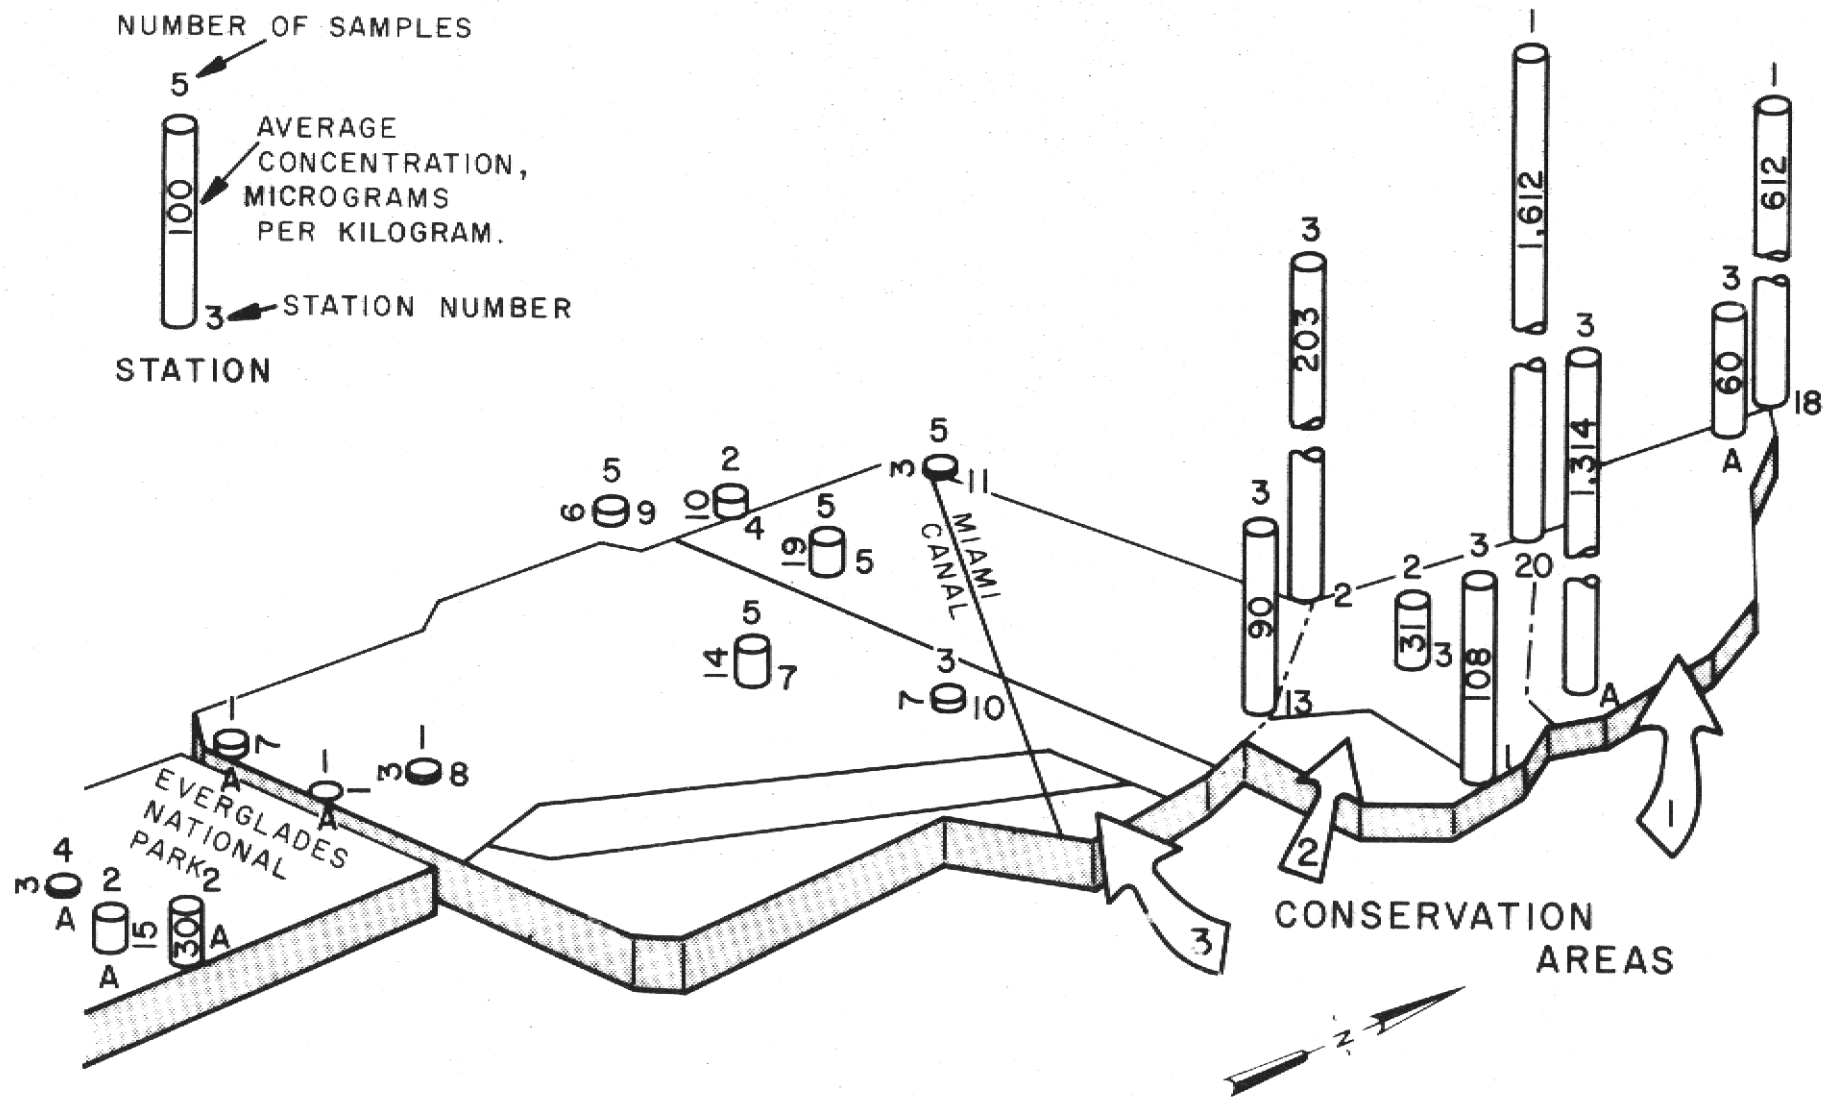 NUMBER OF SAMPLES
5
100
AVERAGE
CONCENTRATION,
MICROGRAMS
PER KILOGRAM.
3
STATION NUMBER
STATION
1
1,612
1
612
18
3
60
A
3
203
2
3
1,314
A
20
3
90
13
2
31
3
3
108
1
5
3
11
MIAMI
CANAL
5
6
9
2
10
4
5
19
5
5
14
7
3
7
10
1
7
A
1
1
A
1
3
8
EVERGLADES
NATIONAL
PARK
4
3
A
2
15
A
2
30
A
1
2
3
CONSERVATION
AREAS
N